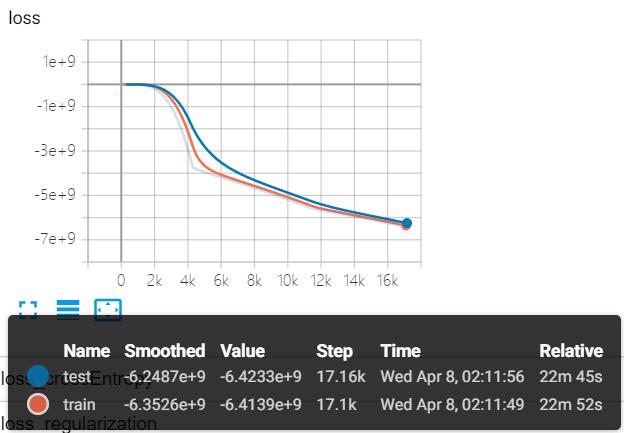 loss
1e+9
-1e+9
-3e+9
-5e+9
-7e+9
0 2k 4k 6k 8k 10k 12k 14k 16k
Name Smoothed Value Step Time Relative
loss_crossEntropy
test -6.2487e+9 -6.4233e+9 17.16k Wed Apr 8, 02:11:56 22m 45s
train -6.3526e+9 -6.4139e+9 17.1k Wed Apr 8, 02:11:49 22m 52s
loss_regularization